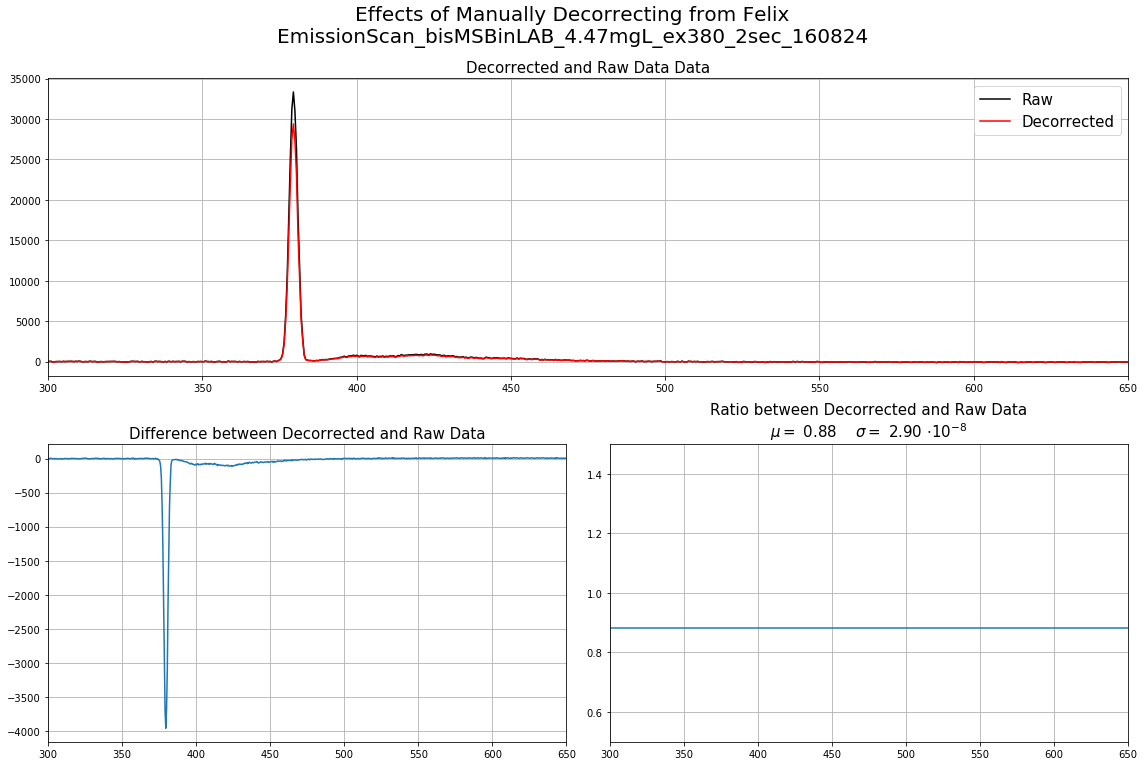 Effects of Manually Decorrecting from Felix
EmissionScan_bisMSBinLAB_4.47mgL_ex380_2sec_160824
Decorrected and Raw Data Data
35000
30000
25000
20000
15000
10000
5000
0
Raw
Decorrected
300 350 400 450 500 550 600 650
Difference between Decorrected and Raw Data
0
−500
−1000
−1500
−2000
−2500
−3000
−3500
−4000
300 350 400 450 500 550 600 650
Ratio between Decorrected and Raw Data
μ = 0.88 σ = 2.90 ·10⁻⁸
1.4
1.2
1.0
0.8
0.6
300 350 400 450 500 550 600 650